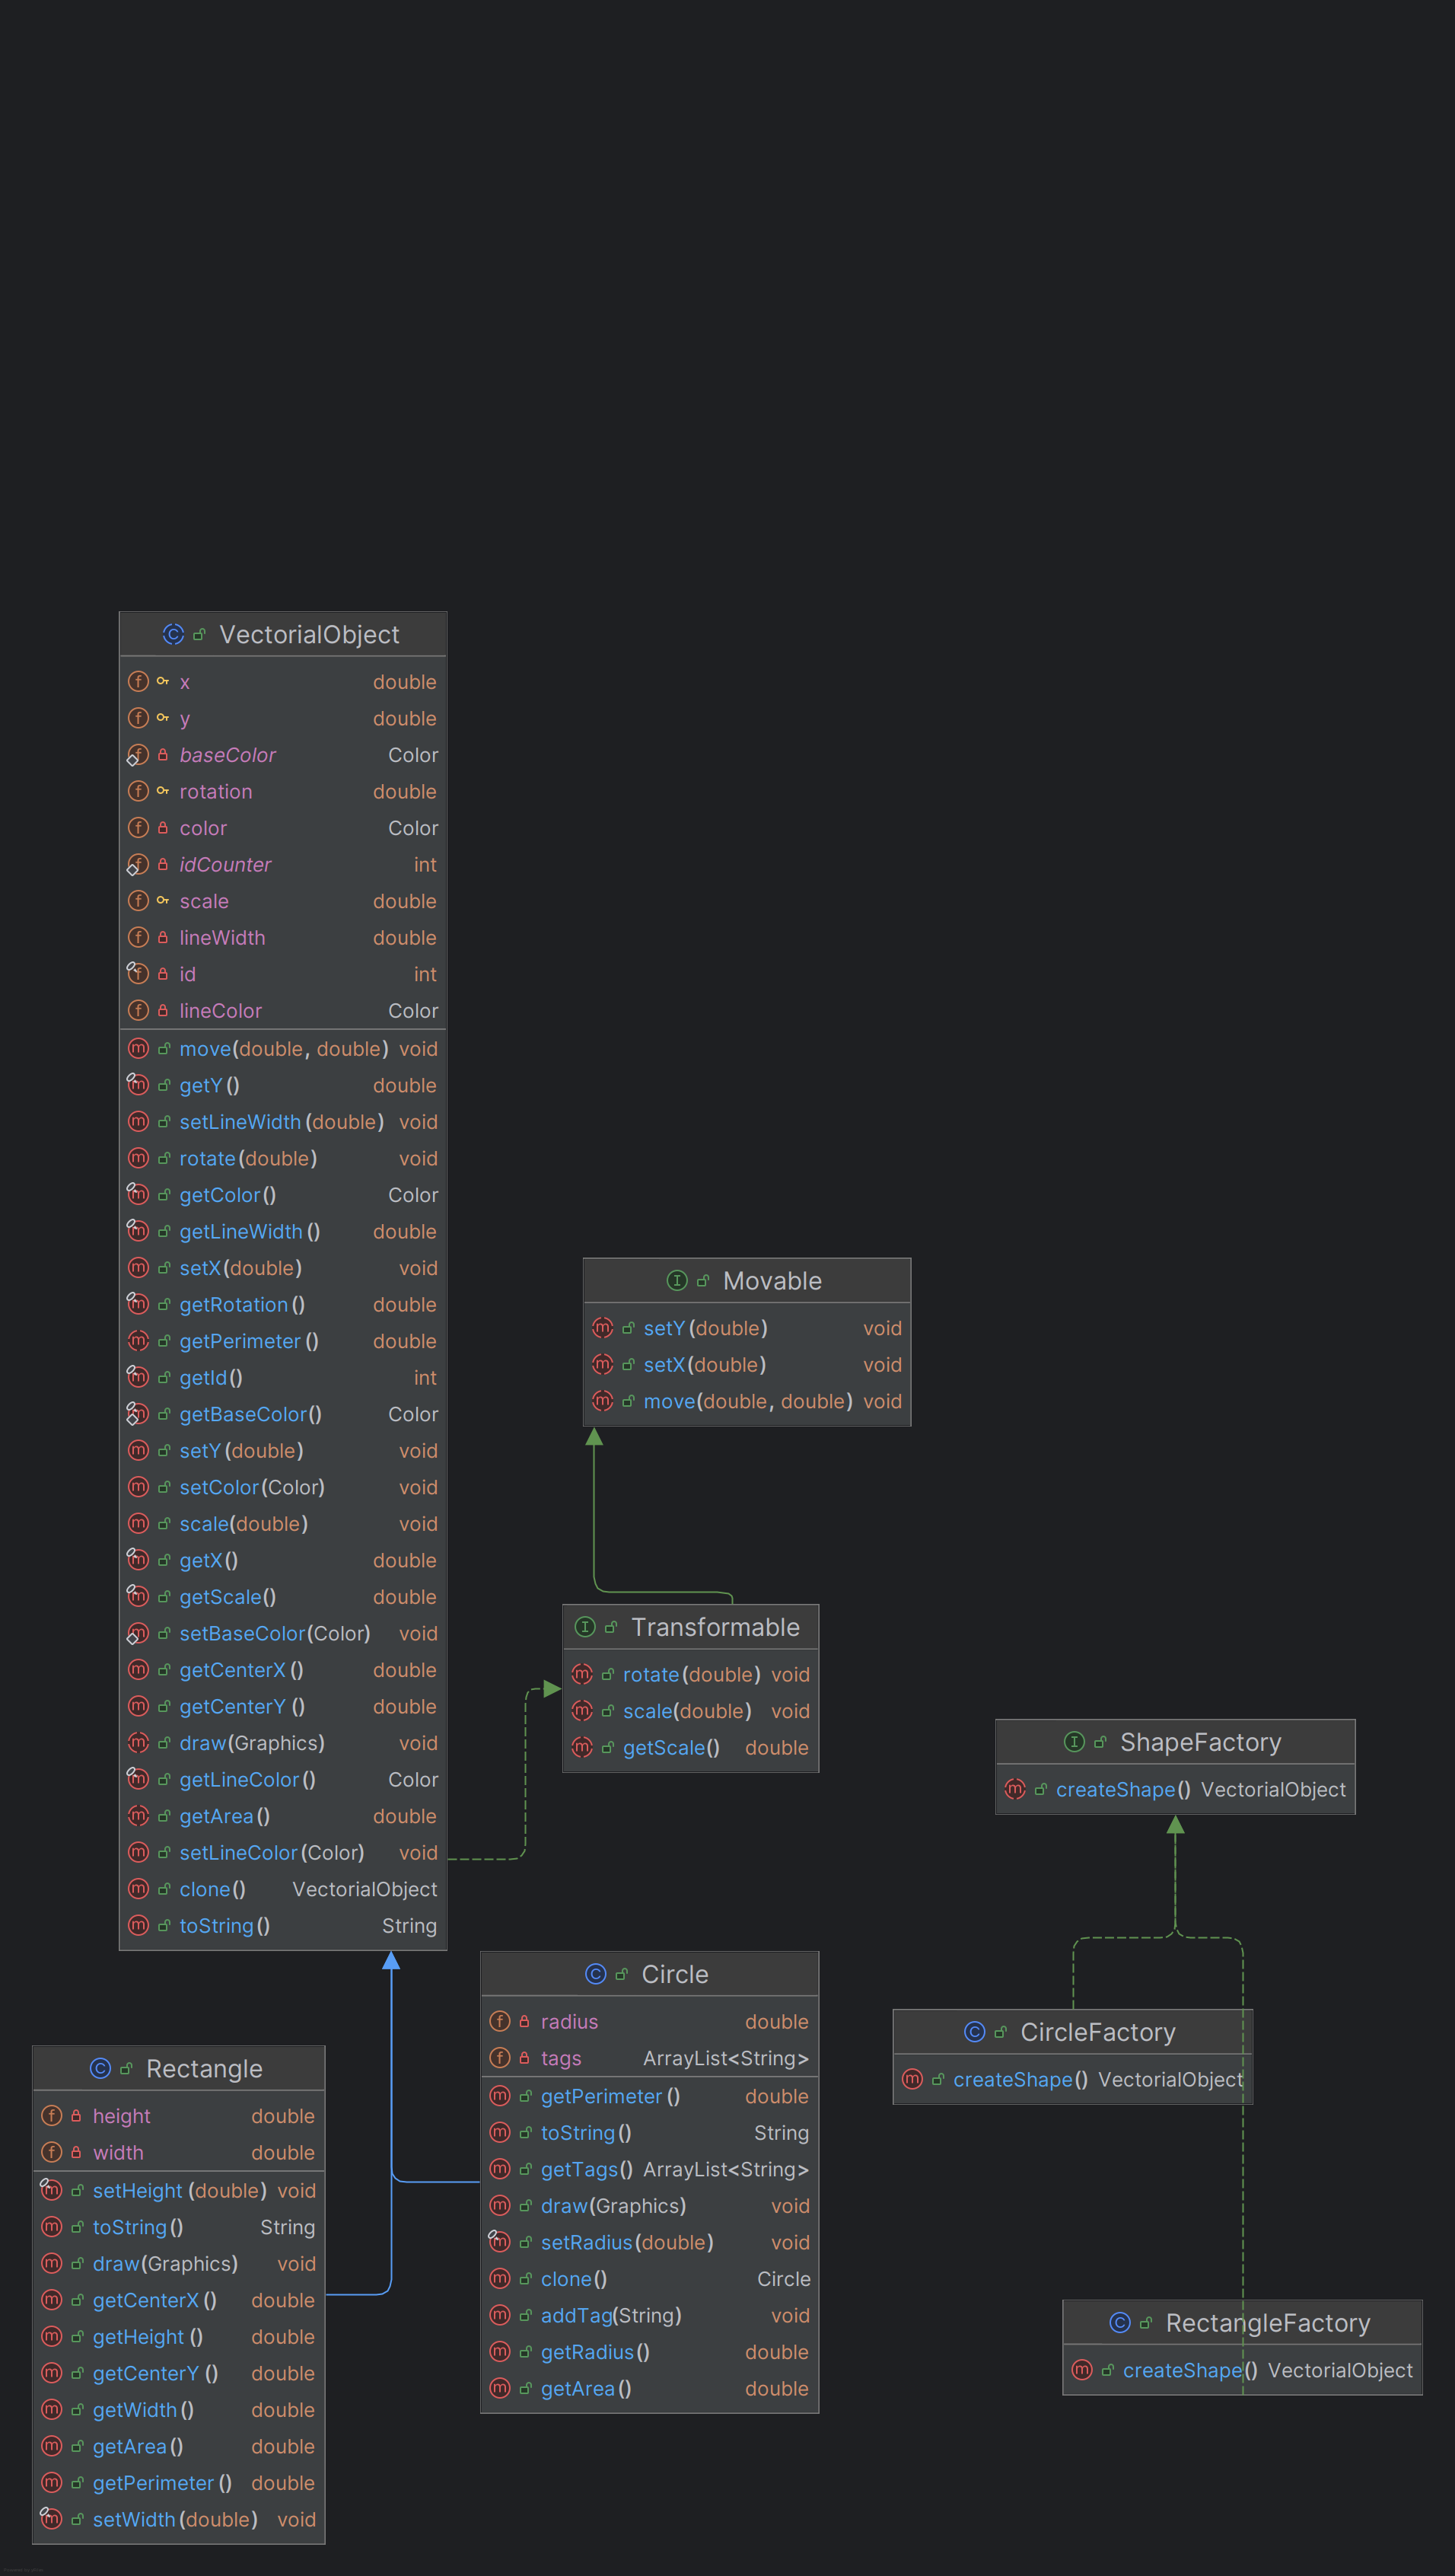 VectorialObject
x double
y double
baseColor Color
rotation double
color Color
idCounter int
scale double
lineWidth double
id int
lineColor Color
move(double, double) void
getY() double
setLineWidth(double) void
rotate(double) void
getColor() Color
getLineWidth() double
setX(double) void
getRotation() double
getPerimeter() double
getId() int
getBaseColor() Color
setY(double) void
setColor(Color) void
scale(double) void
getX() double
getScale() double
setBaseColor(Color) void
getCenterX() double
getCenterY() double
draw(Graphics) void
getLineColor() Color
getArea() double
setLineColor(Color) void
clone() VectorialObject
toString() String
Movable
setY(double) void
setX(double) void
move(double, double) void
Transformable
rotate(double) void
scale(double) void
getScale() double
ShapeFactory
createShape() VectorialObject
Circle
radius double
tags ArrayList<String>
getPerimeter() double
toString() String
getTags() ArrayList<String>
draw(Graphics) void
setRadius(double) void
clone() Circle
addTag(String) void
getRadius() double
getArea() double
CircleFactory
createShape() VectorialObject
Rectangle
height double
width double
setHeight(double) void
toString() String
draw(Graphics) void
getCenterX() double
getHeight() double
getCenterY() double
getWidth() double
getArea() double
getPerimeter() double
setWidth(double) void
RectangleFactory
createShape() VectorialObject